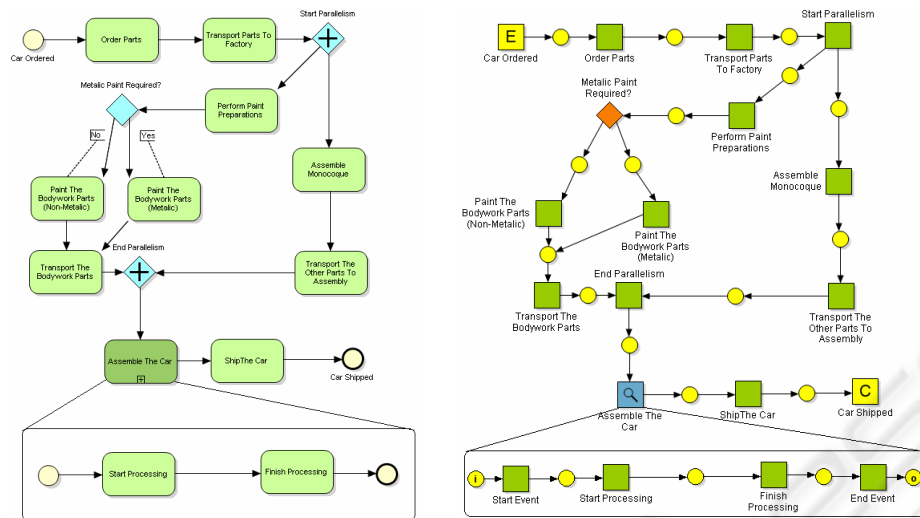 Start Parallelism
Order Parts
Transport Parts To
Factory
Car Ordered
Metalic Paint Required?
Perform Paint
Preparations
No
Yes
Assemble
Monocoque
Paint The
Bodywork Parts
(Non-Metalic)
Paint The
Bodywork Parts
(Metalic)
End Parallelism
Transport The
Bodywork Parts
Transport The
Other Parts To
Assembly
Assemble The Car
ShipThe Car
Car Shipped
Start Processing
Finish Processing
Start Parallelism
E
Car Ordered
Order Parts
Transport Parts
To Factory
Metalic Paint
Required?
Perform Paint
Preparations
Assemble
Monocoque
Paint The
Bodywork Parts
(Non-Metalic)
Paint The
Bodywork Parts
(Metalic)
End Parallelism
Transport The
Bodywork Parts
Transport The
Other Parts To
Assembly
Assemble The
Car
ShipThe Car
C
Car Shipped
i
Start Event
Start Processing
Finish
Processing
End Event
o